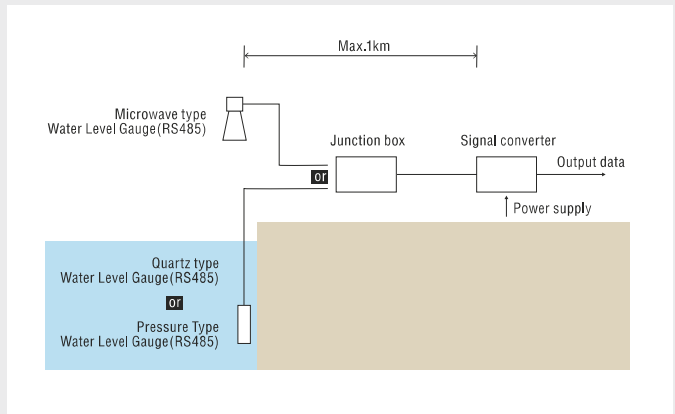 Max.1km
Microwave type
Water Level Gauge(RS485)
Junction box
Signal converter
or
Output data
Power supply
Quartz type
Water Level Gauge(RS485)
or
Pressure Type
Water Level Gauge(RS485)